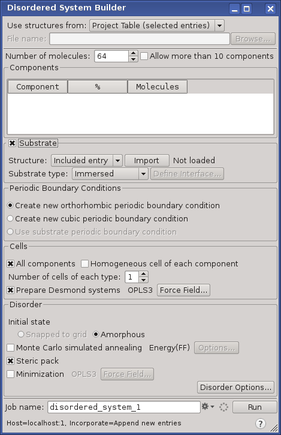 Disordered System Builder
Use structures from: Project Table (selected entries)
File name: Browse...
Number of molecules: 64 Allow more than 10 components
Components
Component % Molecules
Substrate
Structure: Included entry Import Not loaded
Substrate type: Immersed Define Interface...
Periodic Boundary Conditions
Create new orthorhombic periodic boundary condition
Create new cubic periodic boundary condition
Use substrate periodic boundary condition
Cells
All components Homogeneous cell of each component
Number of cells of each type: 1
Prepare Desmond systems OPLS3 Force Field...
Disorder
Initial state
Snapped to grid Amorphous
Monte Carlo simulated annealing Energy(FF) Options...
Steric pack
Minimization OPLS3 Force Field...
Disorder Options...
Job name: disordered_system_1 Run
Host=localhost:1, Incorporate=Append new entries